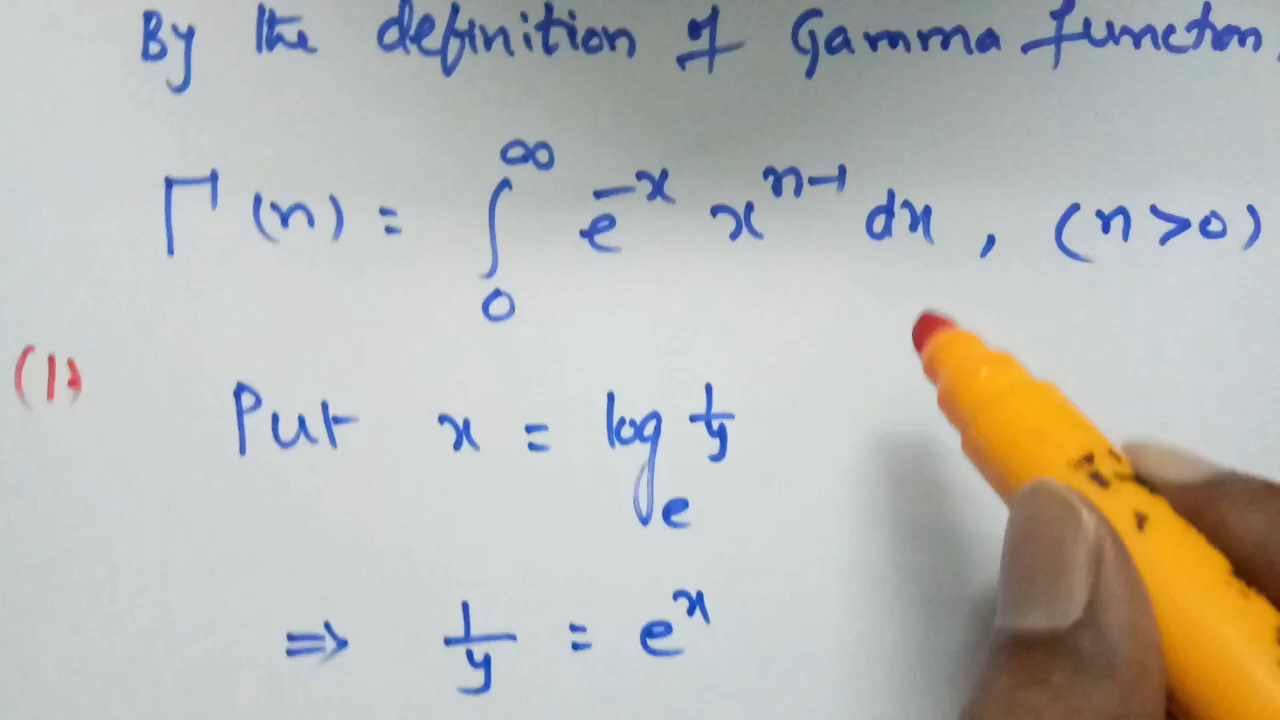 By the definition of Gamma function,
Γ(n) = ∫₀^∞ e^{-x} x^{n-1} dx , (n>0)
(1) Put x = log_e 1/y
⇒ 1/y = e^x